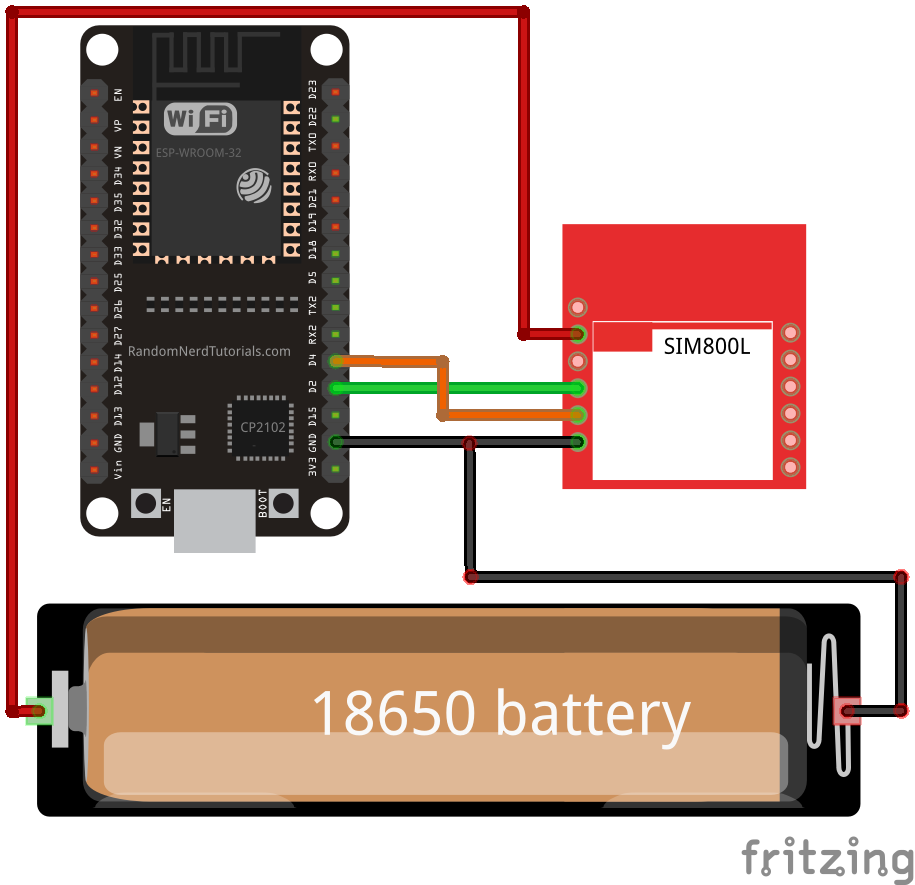 EN
VP
VN
D34
D35
D32
D33
D25
D26
D27
D14
D12
D13
GND
Vin
WiFi
ESP-WROOM-32
RandomNerdTutorials.com
CP2102
EN
BOOT
D23
D22
TX0
RX0
D21
D19
D18
D5
TX2
RX2
D4
D2
D15
GND
3V3
SIM800L
18650 battery
fritzing